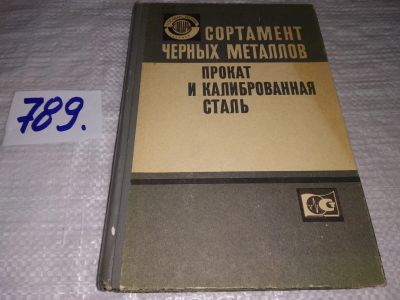 СОРТАМЕНТ
ЧЕРНЫХ МЕТАЛЛОВ
ПРОКАТ
И КАЛИБРОВАННАЯ
СТАЛЬ
789.